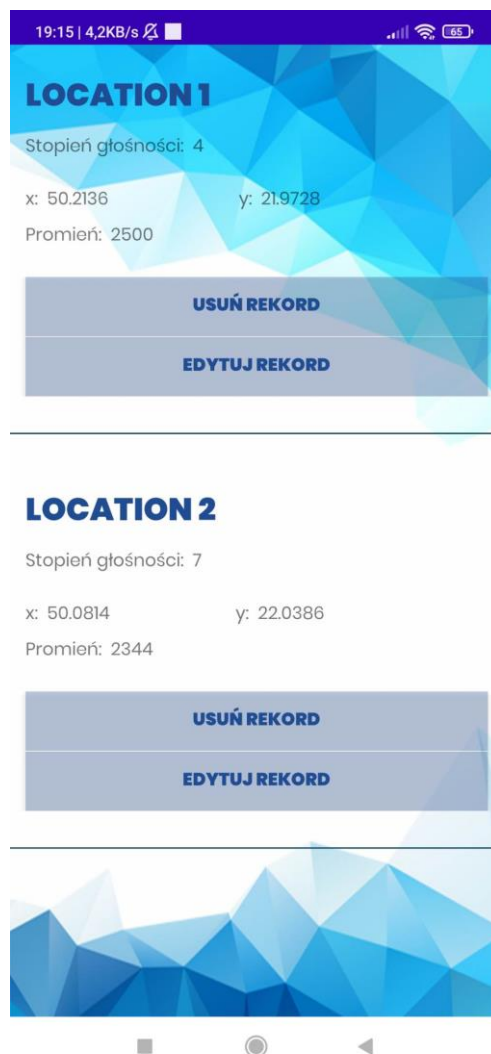 19:15 | 4,2KB/s 65
LOCATION 1
Stopień głośności: 4
x: 50.2136 y: 21.9728
Promień: 2500
USUŃ REKORD
EDYTUJ REKORD
LOCATION 2
Stopień głośności: 7
x: 50.0814 y: 22.0386
Promień: 2344
USUŃ REKORD
EDYTUJ REKORD